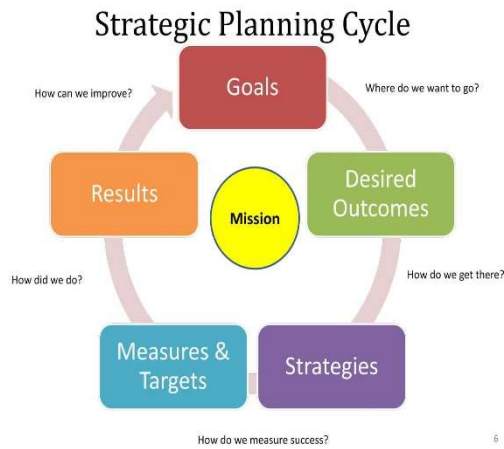 Strategic Planning Cycle
Goals
Where do we want to go?
Desired
Outcomes
How do we get there?
Strategies
How do we measure success?
Measures &
Targets
How did we do?
Results
How can we improve?
Mission
6